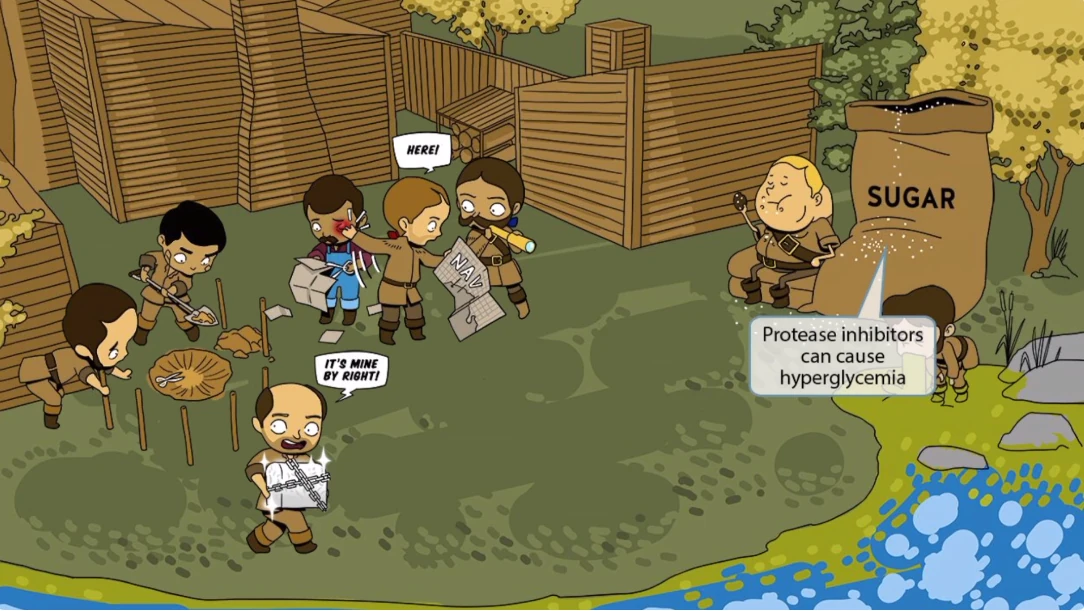 HERE!
SUGAR
NAV
Protease inhibitors
can cause
hyperglycemia
IT'S MINE
BY RIGHT!